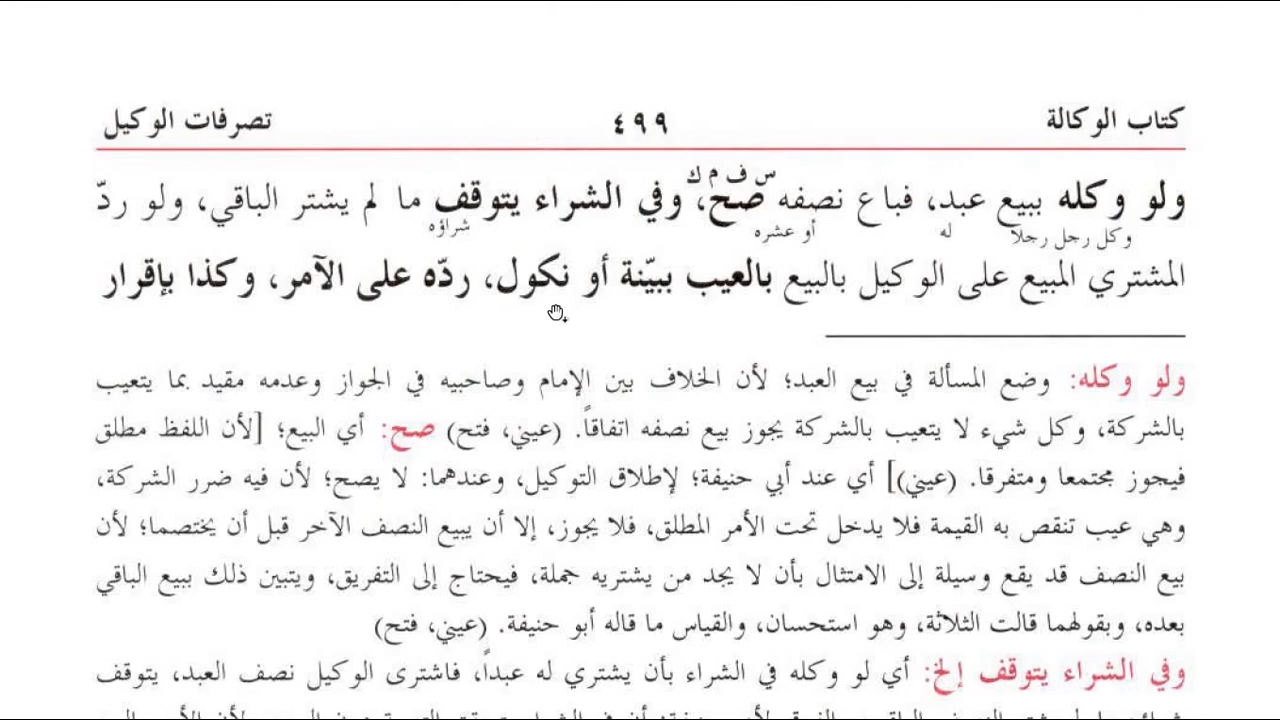 كتاب الوكالة ٤٩٩ تصرفات الوكيل
س ف م ك
ولو وكله ببيع عبد، فباع نصفه صح، وفي الشراء يتوقف ما لم يشتر الباقي، ولو ردّ
وكل رجل رجلا له أو عشره شراؤه
المشتري المبيع على الوكيل بالبيع بالعيب ببيّنة أو نكول، ردّه على الآمر، وكذا بإقرار
ولو وكله: وضع المسألة في بيع العبد؛ لأن الخلاف بين الإمام وصاحبيه في الجواز وعدمه مقيد بما يتعيب
بالشركة، وكل شيء لا يتعيب بالشركة يجوز بيع نصفه اتفاقاً. (عيني، فتح) صح: أي البيع؛ [لأن اللفظ مطلق
فيجوز مجتمعا ومتفرقا. (عيني)] أي عند أبي حنيفة؛ لإطلاق التوكيل، وعندهما: لا يصح؛ لأن فيه ضرر الشركة،
وهي عيب تنقص به القيمة فلا يدخل تحت الأمر المطلق، فلا يجوز، إلا أن يبيع النصف الآخر قبل أن يختصما؛ لأن
بيع النصف قد يقع وسيلة إلى الامتثال بأن لا يجد من يشتريه جملة، فيحتاج إلى التفريق، ويتبين ذلك ببيع الباقي
بعده، وبقولهما قالت الثلاثة، وهو استحسان، والقياس ما قاله أبو حنيفة. (عيني، فتح)
وفي الشراء يتوقف إلخ: أي لو وكله في الشراء بأن يشتري له عبداً، فاشترى الوكيل نصف العبد، يتوقف